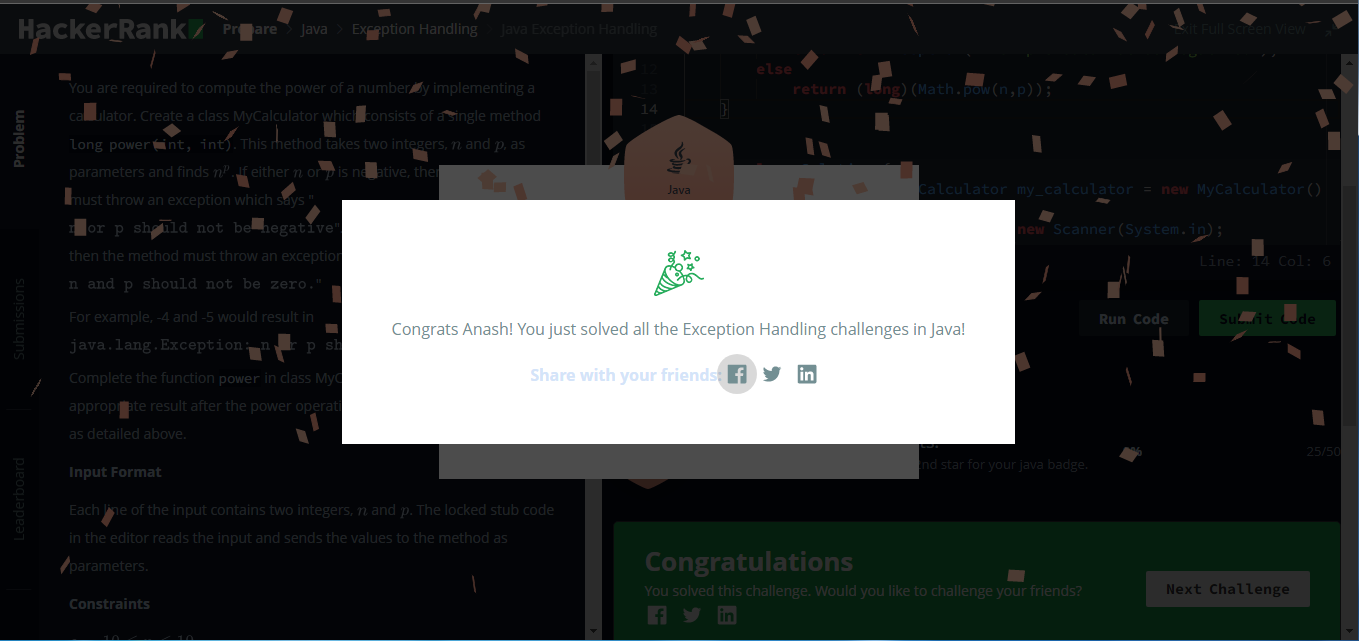 HackerRank
Prepare > Java > Exception Handling > Java Exception Handling
Exit Full Screen View
Problem
Submissions
Leaderboard
You are required to compute the power of a number by implementing a
calculator. Create a class MyCalculator which consists of a single method
long power(int, int). This method takes two integers, n and p, as
parameters and finds n^p. If either n or p is negative, then
must throw an exception which says "
n or p should not be negative"
then the method must throw an exception
n and p should not be zero."
For example, -4 and -5 would result in
java.lang.Exception: n or p sh
Complete the function power in class MyC
appropriate result after the power operati
as detailed above.
Input Format
Each line of the input contains two integers, n and p. The locked stub code
in the editor reads the input and sends the values to the method as
parameters.
Constraints
12
else
13
return (long)(Math.pow(n,p));
14 }
Calculator my_calculator = new MyCalculator()
new Scanner(System.in);
Line: 14 Col: 6
Run Code
Submit Code
Java
Congrats Anash! You just solved all the Exception Handling challenges in Java!
Share with your friends:
25/50
2nd star for your java badge.
Congratulations
You solved this challenge. Would you like to challenge your friends?
Next Challenge